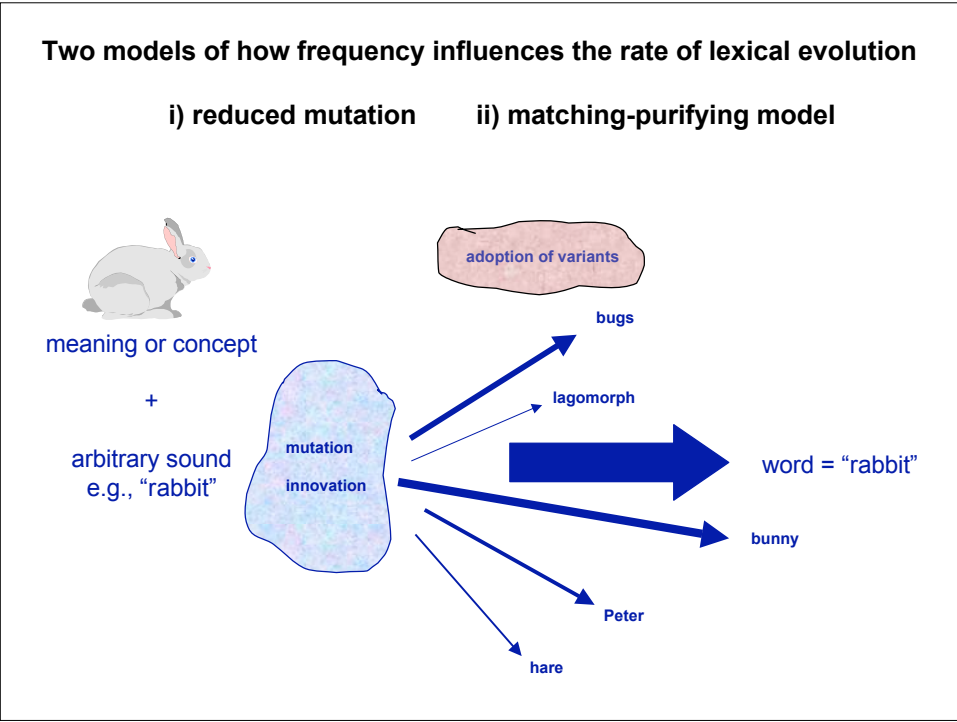 Two models of how frequency influences the rate of lexical evolution
i) reduced mutation ii) matching-purifying model
adoption of variants
bugs
meaning or concept
+
arbitrary sound
e.g., “rabbit”
mutation
innovation
lagomorph
word = “rabbit”
bunny
Peter
hare